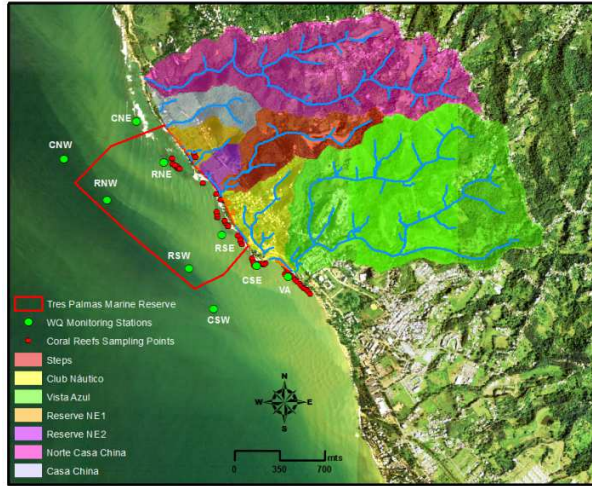 CNE
CNW
RNE
RNW
RSE
RSW
CSE
VA
CSW
Tres Palmas Marine Reserve
WQ Monitoring Stations
Coral Reefs Sampling Points
Steps
Club Náutico
Vista Azul
Reserve NE1
Reserve NE2
Norte Casa China
Casa China
N
W E
S
mts
0 350 700